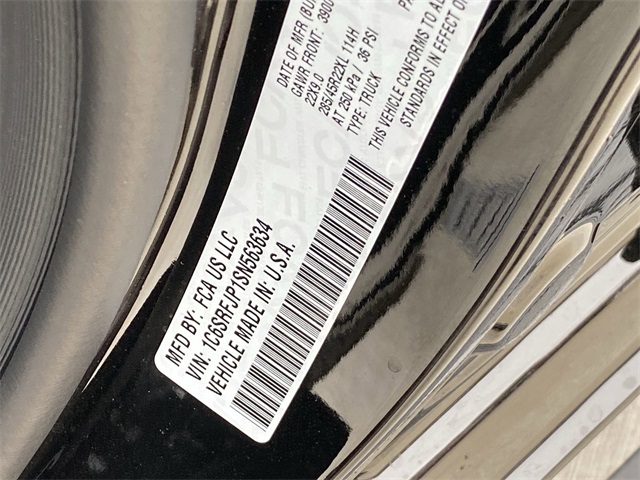 MFD BY: FCA US LLC
VIN: 1C6SRFJP1SN563634
VEHICLE MADE IN: U.S.A.
DATE OF MFR
GAWR FRONT:
22X9.0
285/45R22XL 114H
AT 250 kPa / 36 PSI
TYPE: TRUCK
THIS VEHICLE CONFORMS TO
STANDARDS IN EFFECT